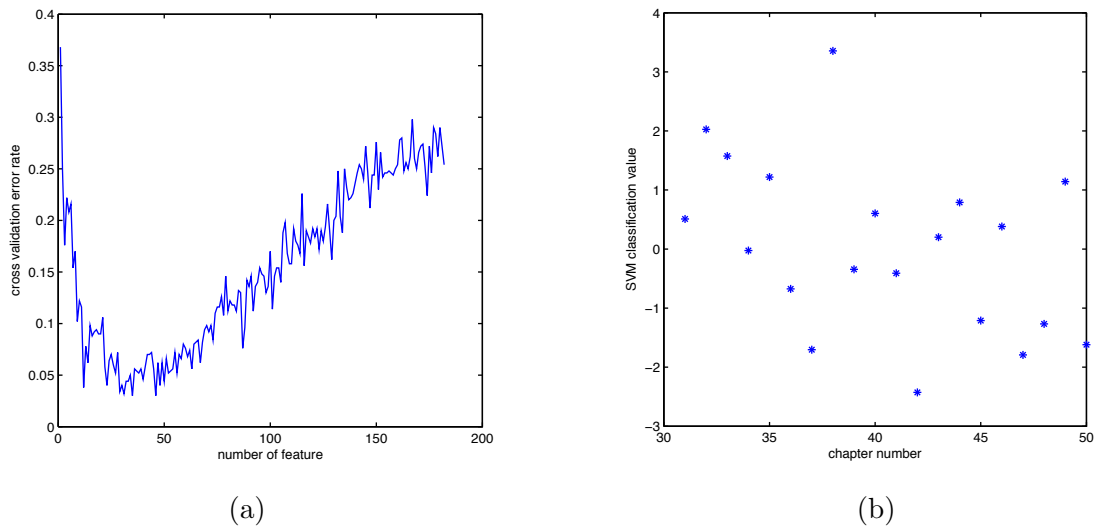 0.4
0.35
0.3
0.25
0.2
0.15
0.1
0.05
0
cross validation error rate
0 50 100 150 200
number of feature
(a)
4
3
2
1
0
−1
−2
−3
SVM classification value
30 35 40 45 50
chapter number
(b)